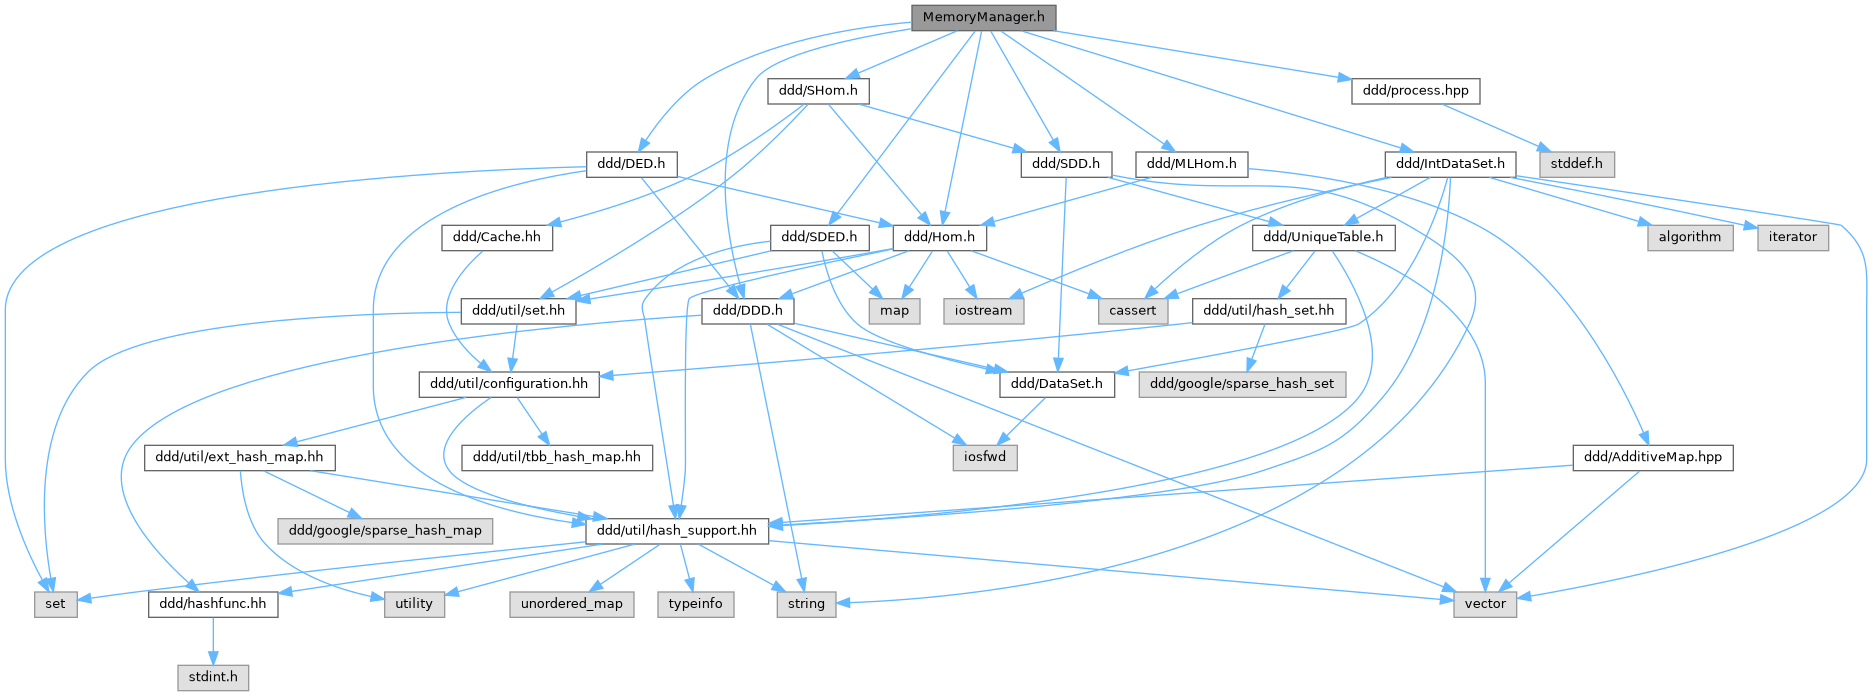 MemoryManager.h
ddd/SHom.h
ddd/process.hpp
ddd/DED.h
ddd/SDD.h
ddd/MLHom.h
ddd/IntDataSet.h
stddef.h
ddd/Cache.hh
ddd/SDED.h
ddd/Hom.h
ddd/UniqueTable.h
algorithm
iterator
ddd/util/set.hh
ddd/DDD.h
map
iostream
cassert
ddd/util/hash_set.hh
ddd/util/configuration.hh
ddd/DataSet.h
ddd/google/sparse_hash_set
ddd/util/ext_hash_map.hh
ddd/util/tbb_hash_map.hh
iosfwd
ddd/AdditiveMap.hpp
ddd/google/sparse_hash_map
ddd/util/hash_support.hh
set
ddd/hashfunc.hh
utility
unordered_map
typeinfo
string
vector
stdint.h